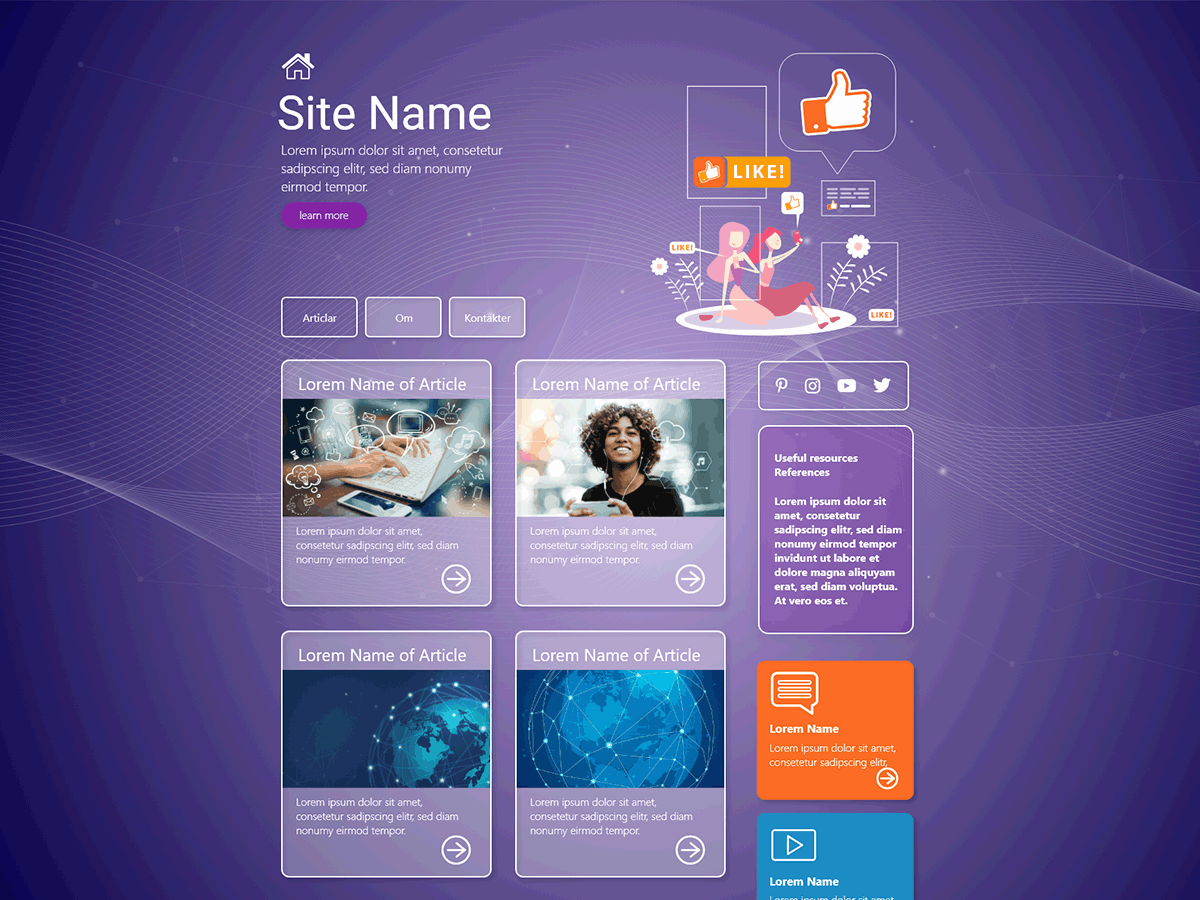 Site Name
Lorem ipsum dolor sit amet, consetetur
sadipscing elitr, sed diam nonumy
eirmod tempor.
learn more
LIKE!
LIKE!
LIKE!
Articlar
Om
Kontakter
Lorem Name of Article
Lorem ipsum dolor sit amet,
consetetur sadipscing elitr, sed diam
nonumy eirmod tempor.
Lorem Name of Article
Lorem ipsum dolor sit amet,
consetetur sadipscing elitr, sed diam
nonumy eirmod tempor.
Useful resources
References
Lorem ipsum dolor sit
amet, consetetur
sadipscing elitr, sed diam
nonumy eirmod tempor
invidunt ut labore et
dolore magna aliquyam
erat, sed diam voluptua.
At vero eos et.
Lorem Name of Article
Lorem ipsum dolor sit amet,
consetetur sadipscing elitr, sed diam
nonumy eirmod tempor.
Lorem Name of Article
Lorem ipsum dolor sit amet,
consetetur sadipscing elitr, sed diam
nonumy eirmod tempor.
Lorem Name
Lorem ipsum dolor sit amet,
consetetur sadipscing elitr,
Lorem Name
Lorem ipsum dolor sit amet,